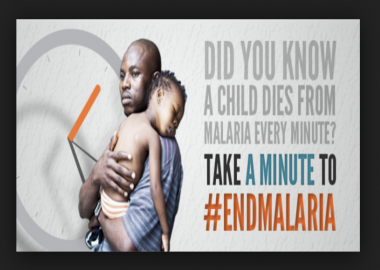 DID YOU KNOW
A CHILD DIES FROM
MALARIA EVERY MINUTE?
TAKE A MINUTE TO
#ENDMALARIA